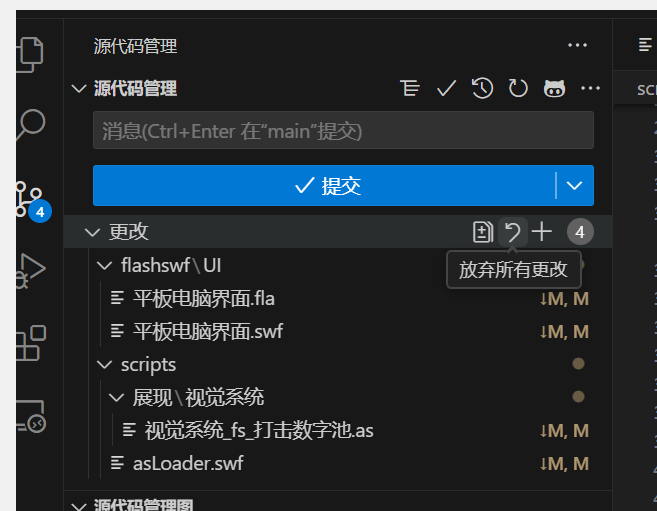 源代码管理
源代码管理
消息(Ctrl+Enter 在“main”提交)
提交
4
更改 4
放弃所有更改
flashswf\UI
平板电脑界面.fla ↓M, M
平板电脑界面.swf ↓M, M
scripts
展现\视觉系统
视觉系统_fs_打击数字池.as ↓M, M
asLoader.swf ↓M, M
源代码管理图